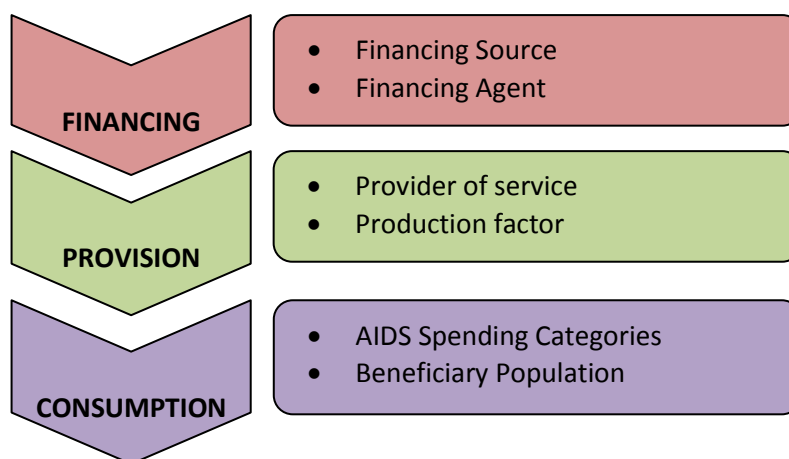 FINANCING
• Financing Source
• Financing Agent
PROVISION
• Provider of service
• Production factor
CONSUMPTION
• AIDS Spending Categories
• Beneficiary Population